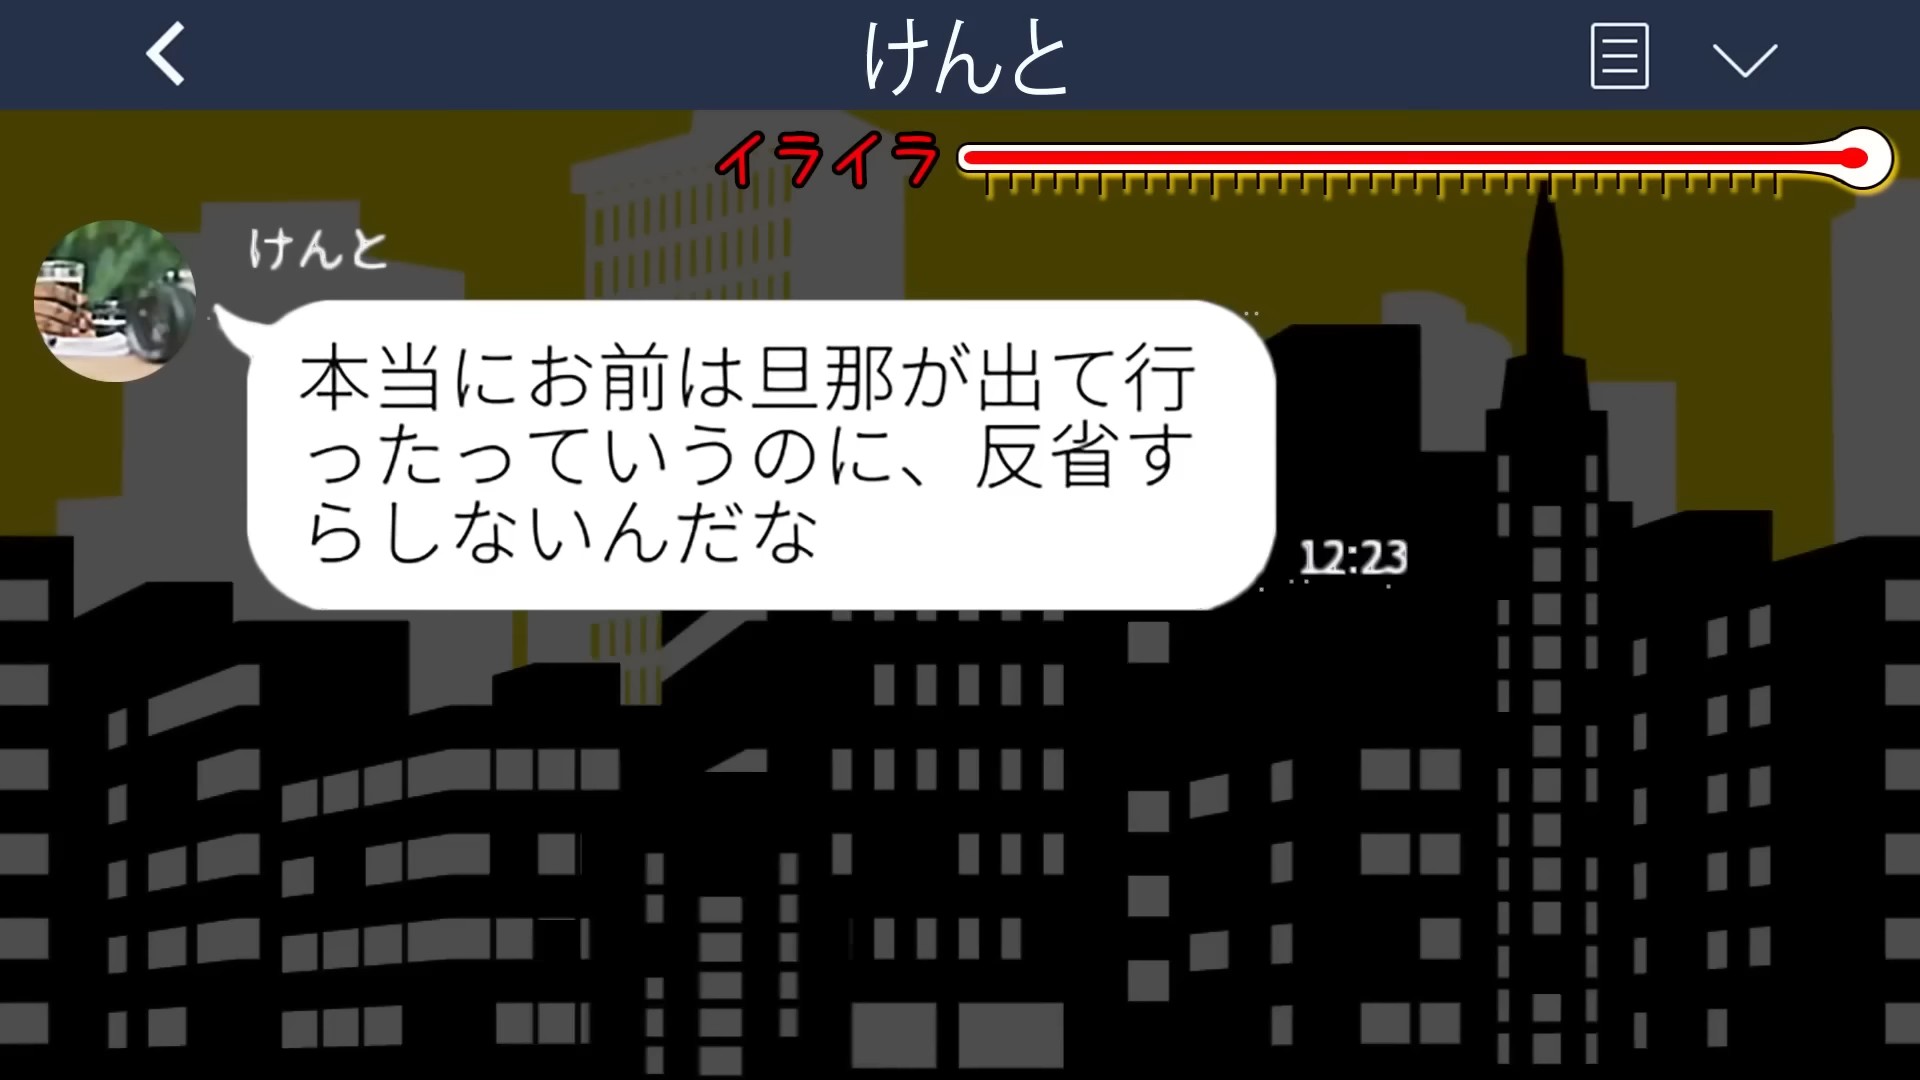 けんと
イライラ
けんと
本当にお前は旦那が出て行
ったっていうのに、反省す
らしないんだな
12:23